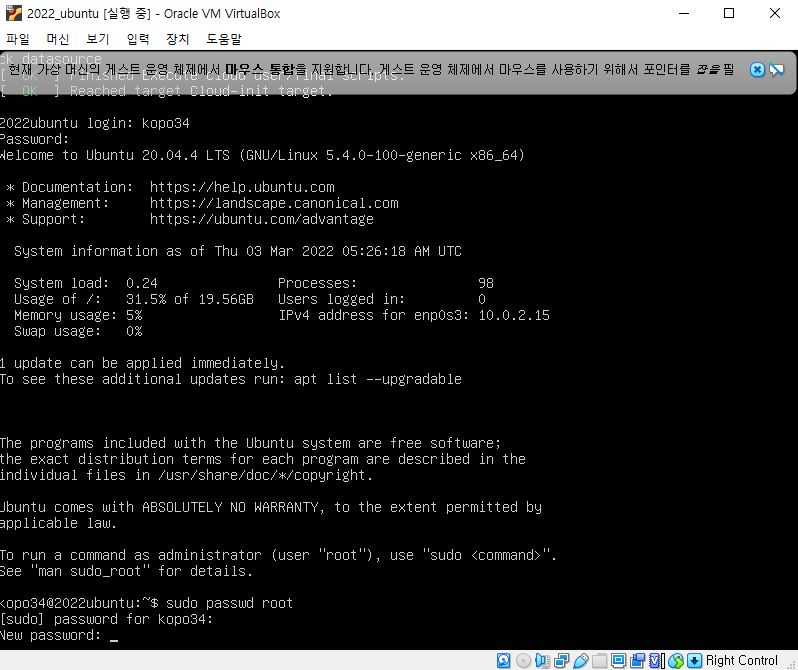 2022_ubuntu [실행 중] - Oracle VM VirtualBox
파일 머신 보기 입력 장치 도움말
ck datasource
현재 가상 머신의 게스트 운영 체제에서 마우스 통합을 지원합니다. 게스트 운영 체제에서 마우스를 사용하기 위해서 포인터를
[ OK ] Finished Execute cloud user/final scripts.
[ OK ] Reached target Cloud-init target.
2022ubuntu login: kopo34
Password:
Welcome to Ubuntu 20.04.4 LTS (GNU/Linux 5.4.0-100-generic x86_64)
* Documentation: https://help.ubuntu.com
* Management: https://landscape.canonical.com
* Support: https://ubuntu.com/advantage
System information as of Thu 03 Mar 2022 05:26:18 AM UTC
System load: 0.24 Processes: 98
Usage of /: 31.5% of 19.56GB Users logged in: 0
Memory usage: 5% IPv4 address for enp0s3: 10.0.2.15
Swap usage: 0%
1 update can be applied immediately.
To see these additional updates run: apt list --upgradable
The programs included with the Ubuntu system are free software;
the exact distribution terms for each program are described in the
individual files in /usr/share/doc/*/copyright.
Ubuntu comes with ABSOLUTELY NO WARRANTY, to the extent permitted by
applicable law.
To run a command as administrator (user "root"), use "sudo <command>".
See "man sudo_root" for details.
kopo34@2022ubuntu:~$ sudo passwd root
[sudo] password for kopo34:
New password: _
Right Control